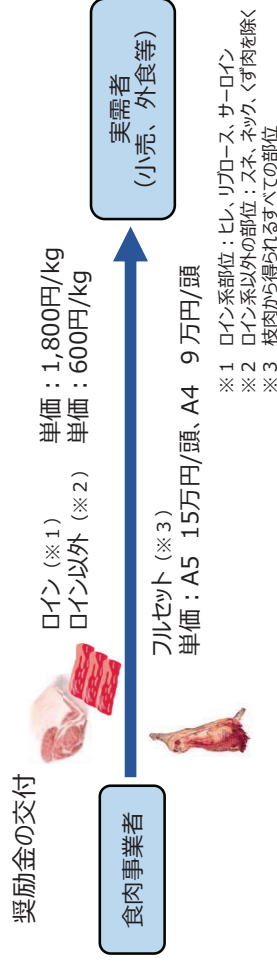 奨励金の交付
ロイン（※１） 単価：1,800円/kg
ロイン以外（※２） 単価：600円/kg
食肉事業者
実需者
(小売、外食等)
フルセット（※３）
単価：A5 15万円/頭、A4 9万円/頭
※１ ロイン系部位：ヒレ、リブロース、サーロイン
※２ ロイン系以外の部位：スネ、ネック、くず肉を除く
※３ 枝肉から得られるすべての部位